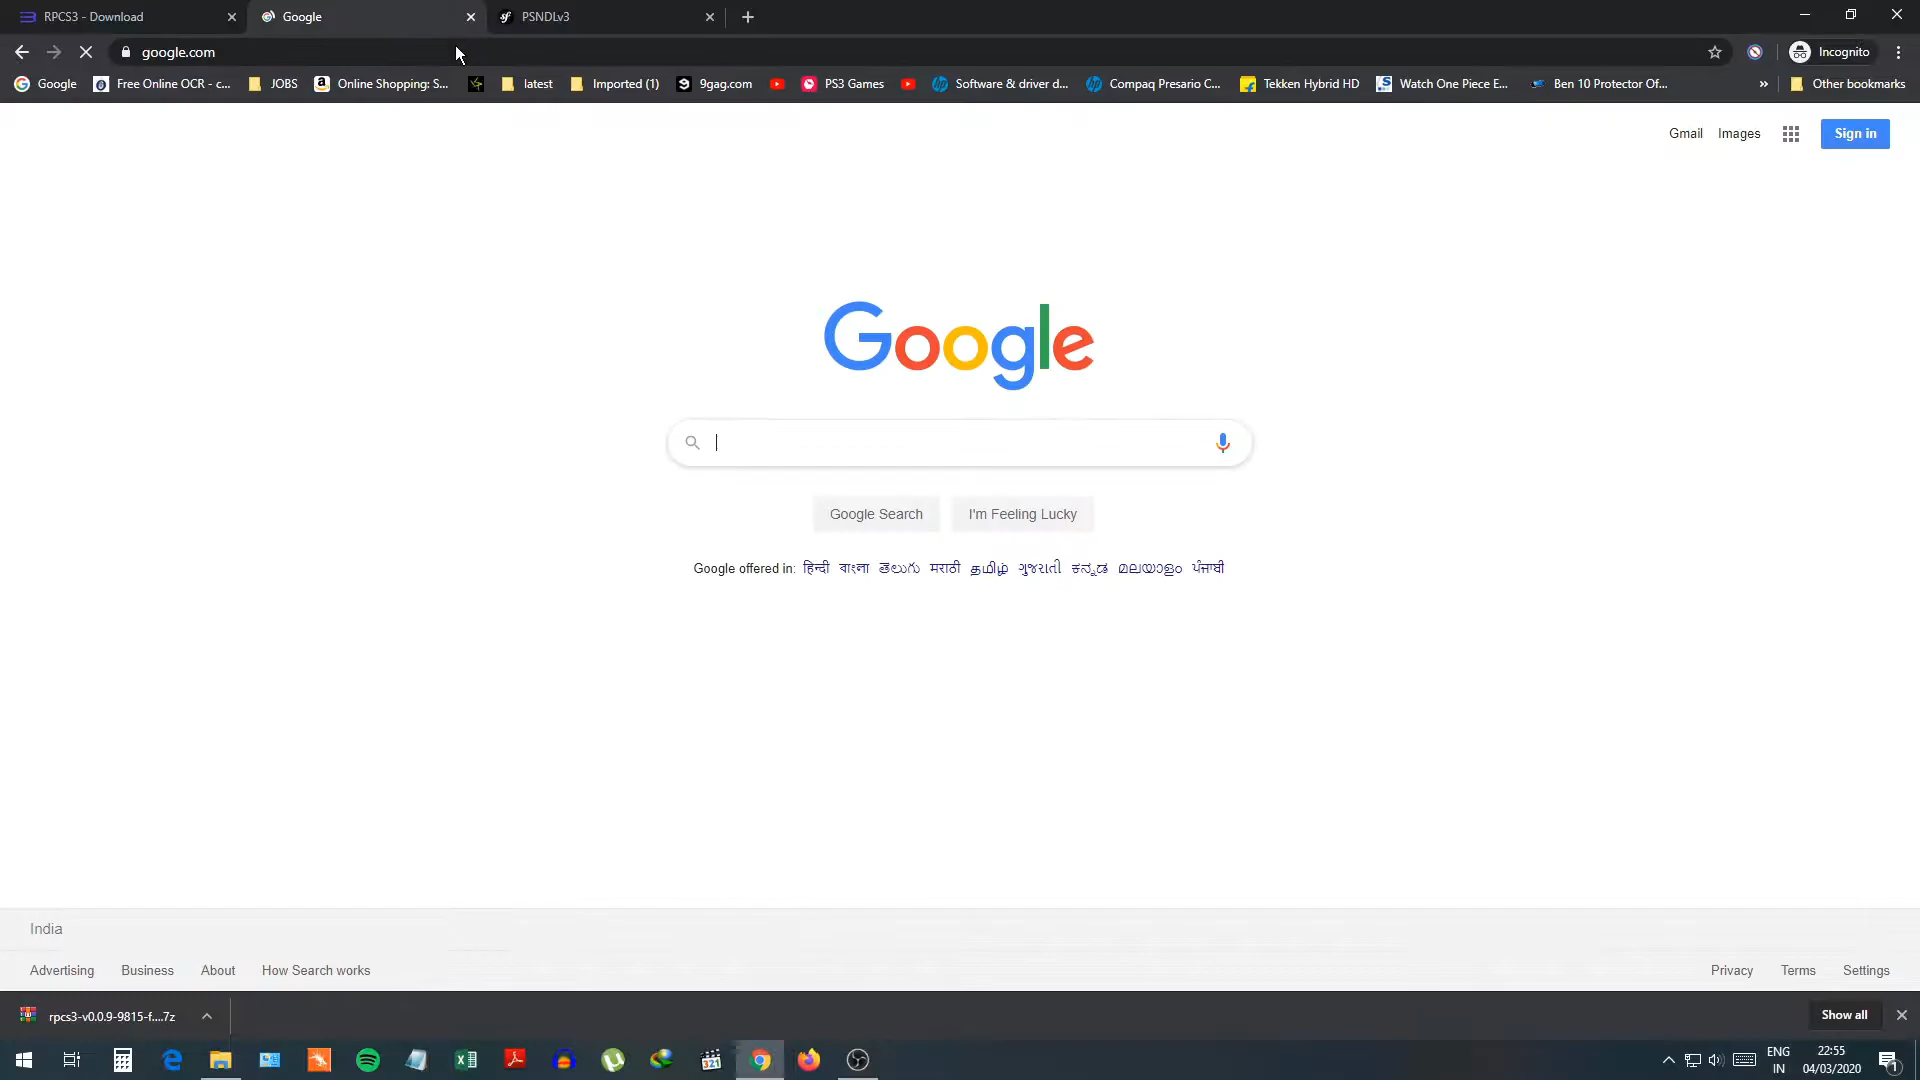 RPCS3 - Download
Google
PSNDLv3
google.com
Incognito
Google
Free Online OCR - c...
JOBS
Online Shopping: S...
latest
Imported (1)
9gag.com
PS3 Games
Software & driver d...
Compaq Presario C...
Tekken Hybrid HD
Watch One Piece E...
Ben 10 Protector Of...
»
Other bookmarks
Gmail
Images
Sign in
Google
Google Search
I'm Feeling Lucky
Google offered in: हिन्दी বাংলা తెలుగు मराठी தமிழ் ગુજરાતી ಕನ್ನಡ മലയാളം ਪੰਜਾਬੀ
India
Advertising
Business
About
How Search works
Privacy
Terms
Settings
rpcs3-v0.0.9-9815-f....7z
Show all
321
ENG
IN
22:55
04/03/2020
1